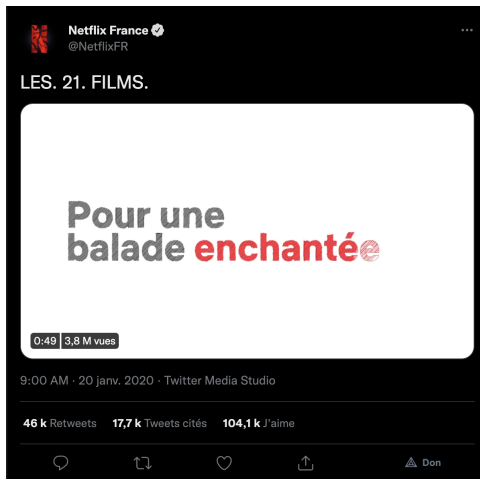 Netflix France
@NetflixFR
LES. 21. FILMS.
Pour une
balade enchantée
0:49 3,8 M vues
9:00 AM · 20 janv. 2020 · Twitter Media Studio
46 k Retweets 17,7 k Tweets cités 104,1 k J'aime
Don